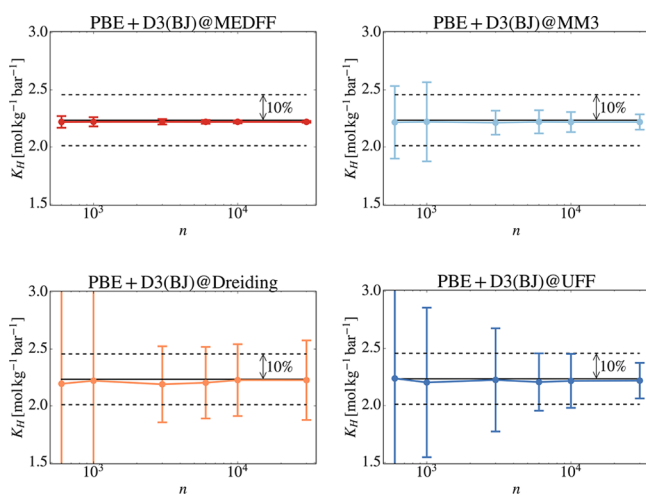 PBE + D3(BJ)@MEDFF
3.0
2.5
2.0
1.5
K_H [mol kg⁻¹ bar⁻¹]
10%
10³
10⁴
n
PBE + D3(BJ)@MM3
3.0
2.5
2.0
1.5
K_H [mol kg⁻¹ bar⁻¹]
10%
10³
10⁴
n
PBE + D3(BJ)@Dreiding
3.0
2.5
2.0
1.5
K_H [mol kg⁻¹ bar⁻¹]
10%
10³
10⁴
n
PBE + D3(BJ)@UFF
3.0
2.5
2.0
1.5
K_H [mol kg⁻¹ bar⁻¹]
10%
10³
10⁴
n